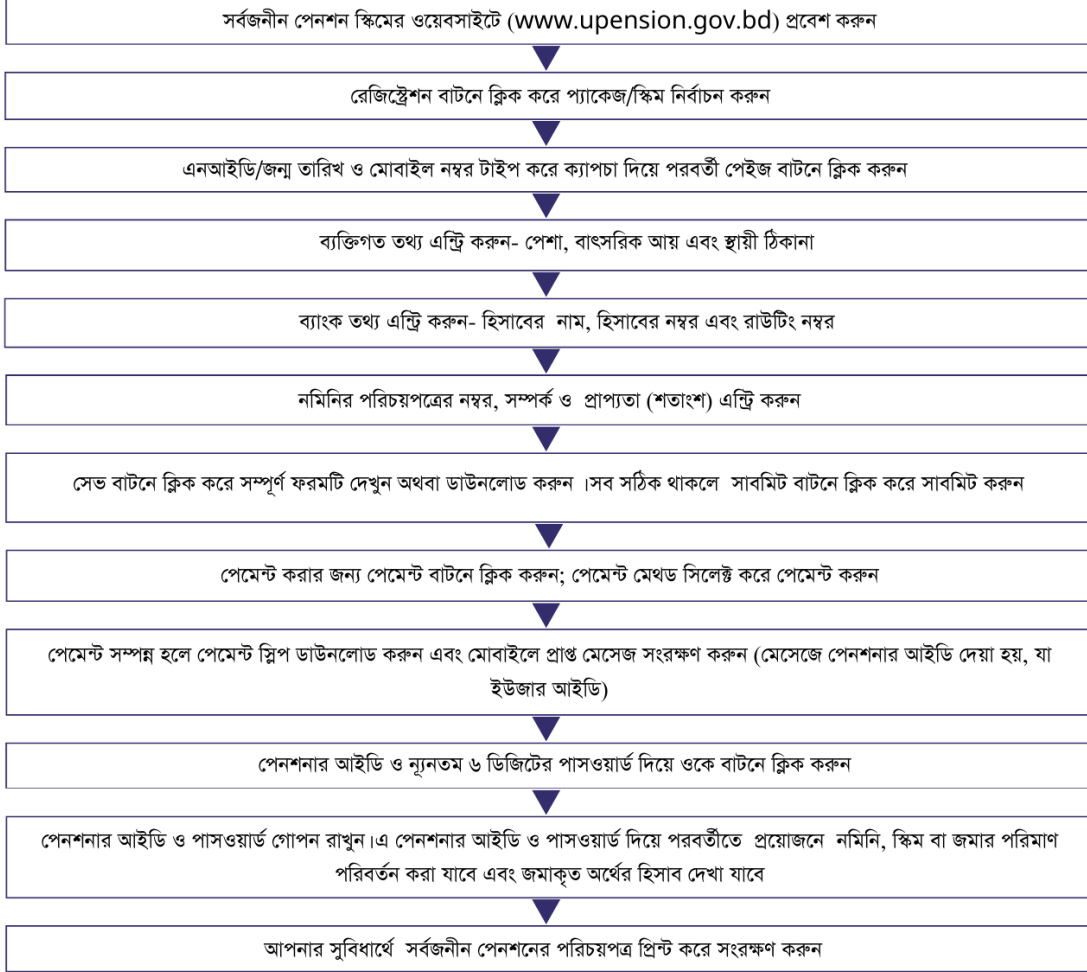 সর্বজনীন পেনশন স্কিমের ওয়েবসাইটে (www.upension.gov.bd) প্রবেশ করুন
রেজিস্ট্রেশন বাটনে ক্লিক করে প্যাকেজ/স্কিম নির্বাচন করুন
এনআইডি/জন্ম তারিখ ও মোবাইল নম্বর টাইপ করে ক্যাপচা দিয়ে পরবর্তী পেইজ বাটনে ক্লিক করুন
ব্যক্তিগত তথ্য এন্ট্রি করুন- পেশা, বাৎসরিক আয় এবং স্থায়ী ঠিকানা
ব্যাংক তথ্য এন্ট্রি করুন- হিসাবের নাম, হিসাবের নম্বর এবং রাউটিং নম্বর
নমিনির পরিচয়পত্রের নম্বর, সম্পর্ক ও প্রাপ্যতা (শতাংশ) এন্ট্রি করুন
সেভ বাটনে ক্লিক করে সম্পূর্ণ ফরমটি দেখুন অথবা ডাউনলোড করুন ।সব সঠিক থাকলে সাবমিট বাটনে ক্লিক করে সাবমিট করুন
পেমেন্ট করার জন্য পেমেন্ট বাটনে ক্লিক করুন; পেমেন্ট মেথড সিলেক্ট করে পেমেন্ট করুন
পেমেন্ট সম্পন্ন হলে পেমেন্ট স্লিপ ডাউনলোড করুন এবং মোবাইলে প্রাপ্ত মেসেজ সংরক্ষণ করুন (মেসেজে পেনশনার আইডি দেয়া হয়, যা
ইউজার আইডি)
পেনশনার আইডি ও ন্যূনতম ৬ ডিজিটের পাসওয়ার্ড দিয়ে ওকে বাটনে ক্লিক করুন
পেনশনার আইডি ও পাসওয়ার্ড গোপন রাখুন।এ পেনশনার আইডি ও পাসওয়ার্ড দিয়ে পরবর্তীতে প্রয়োজনে নমিনি, স্কিম বা জমার পরিমাণ
পরিবর্তন করা যাবে এবং জমাকৃত অর্থের হিসাব দেখা যাবে
আপনার সুবিধার্থে সর্বজনীন পেনশনের পরিচয়পত্র প্রিন্ট করে সংরক্ষণ করুন